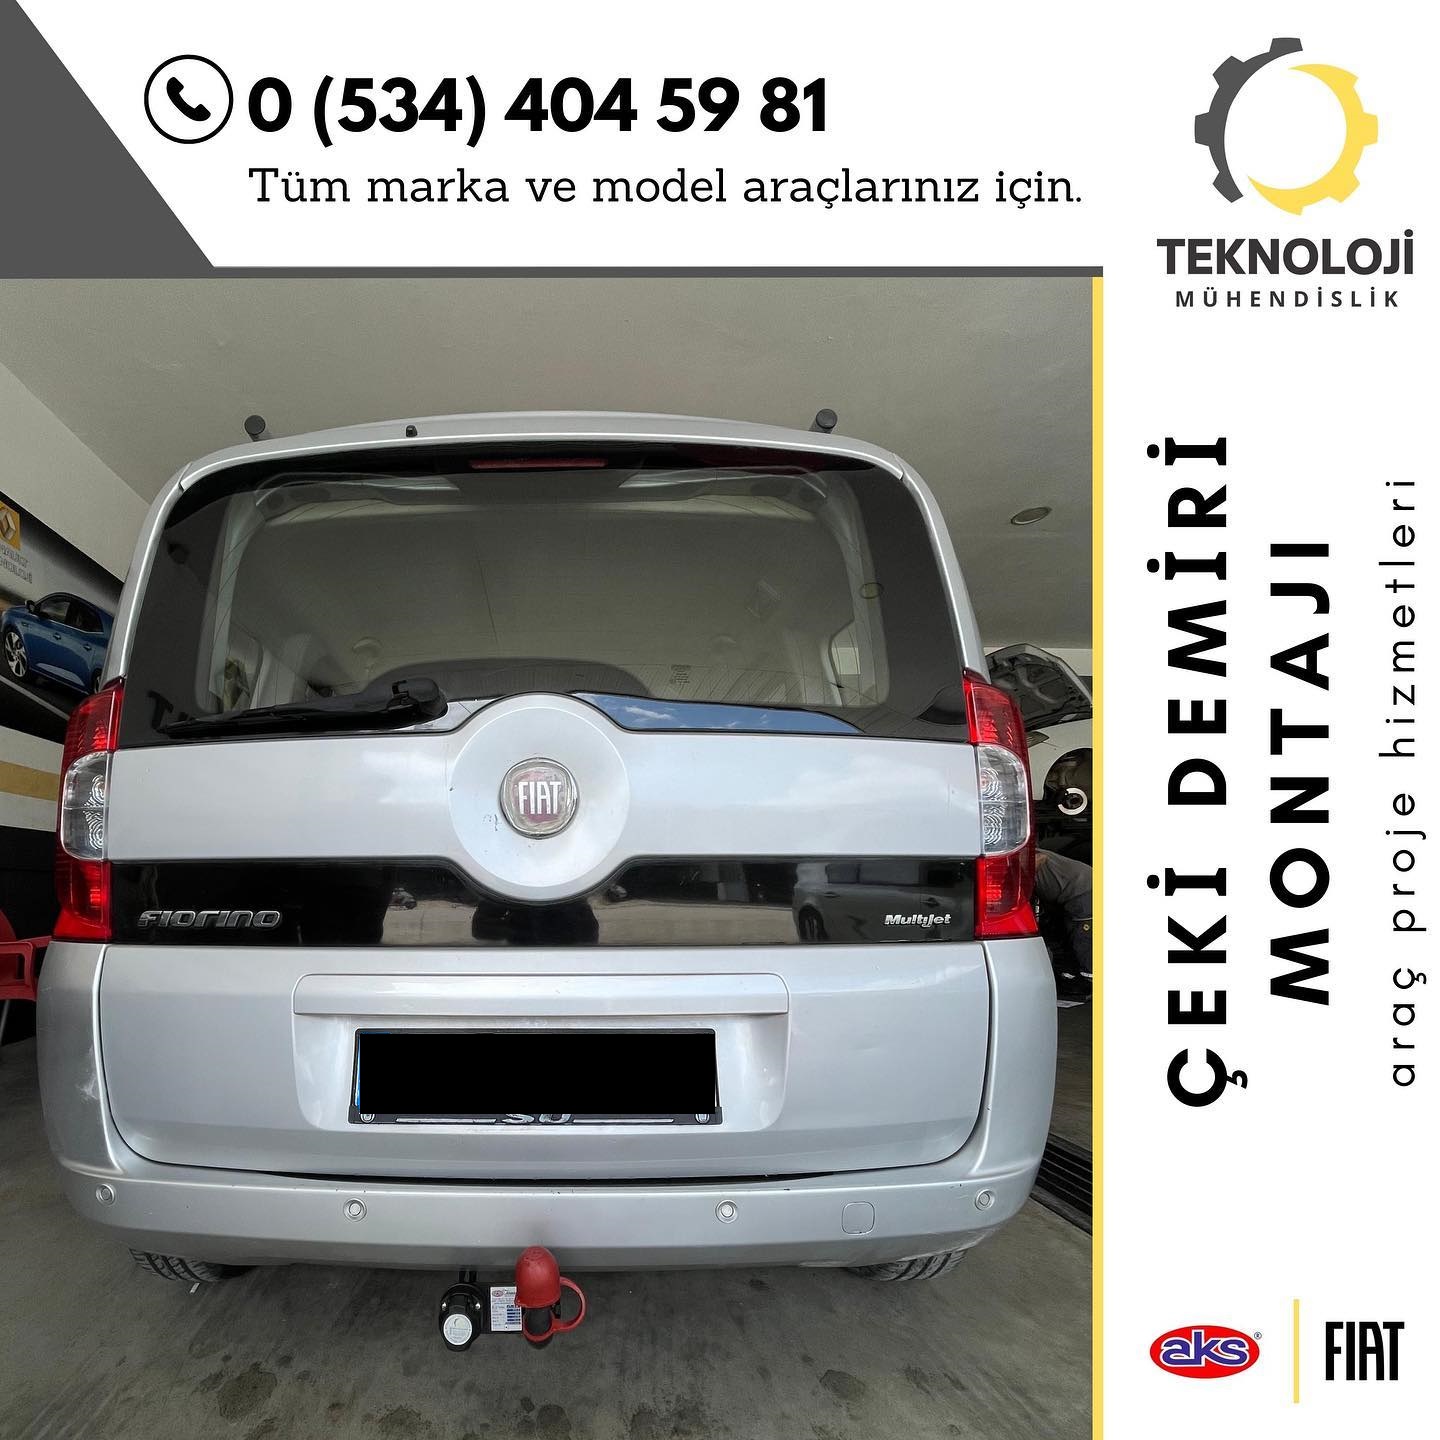 0 (534) 404 59 81
Tüm marka ve model araçlarınız için.
TEKNOLOJİ
MÜHENDİSLİK
ÇEKİ DEMİRİ
MONTAJI
araç proje hizmetleri
FIAT
FIORINO
MultiJet
aks®
FIAT